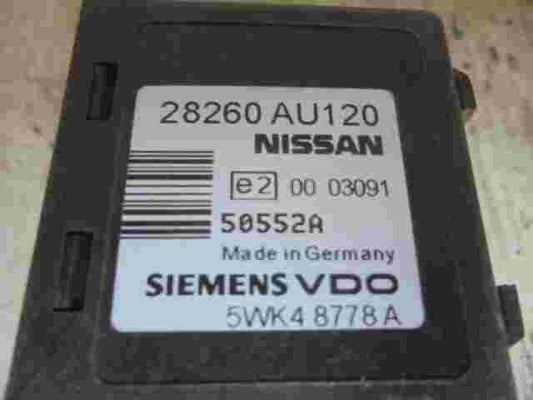 28260 AU120
NISSAN
e2 00 03091
50552A
Made in Germany
SIEMENS VDO
5WK4 8778 A